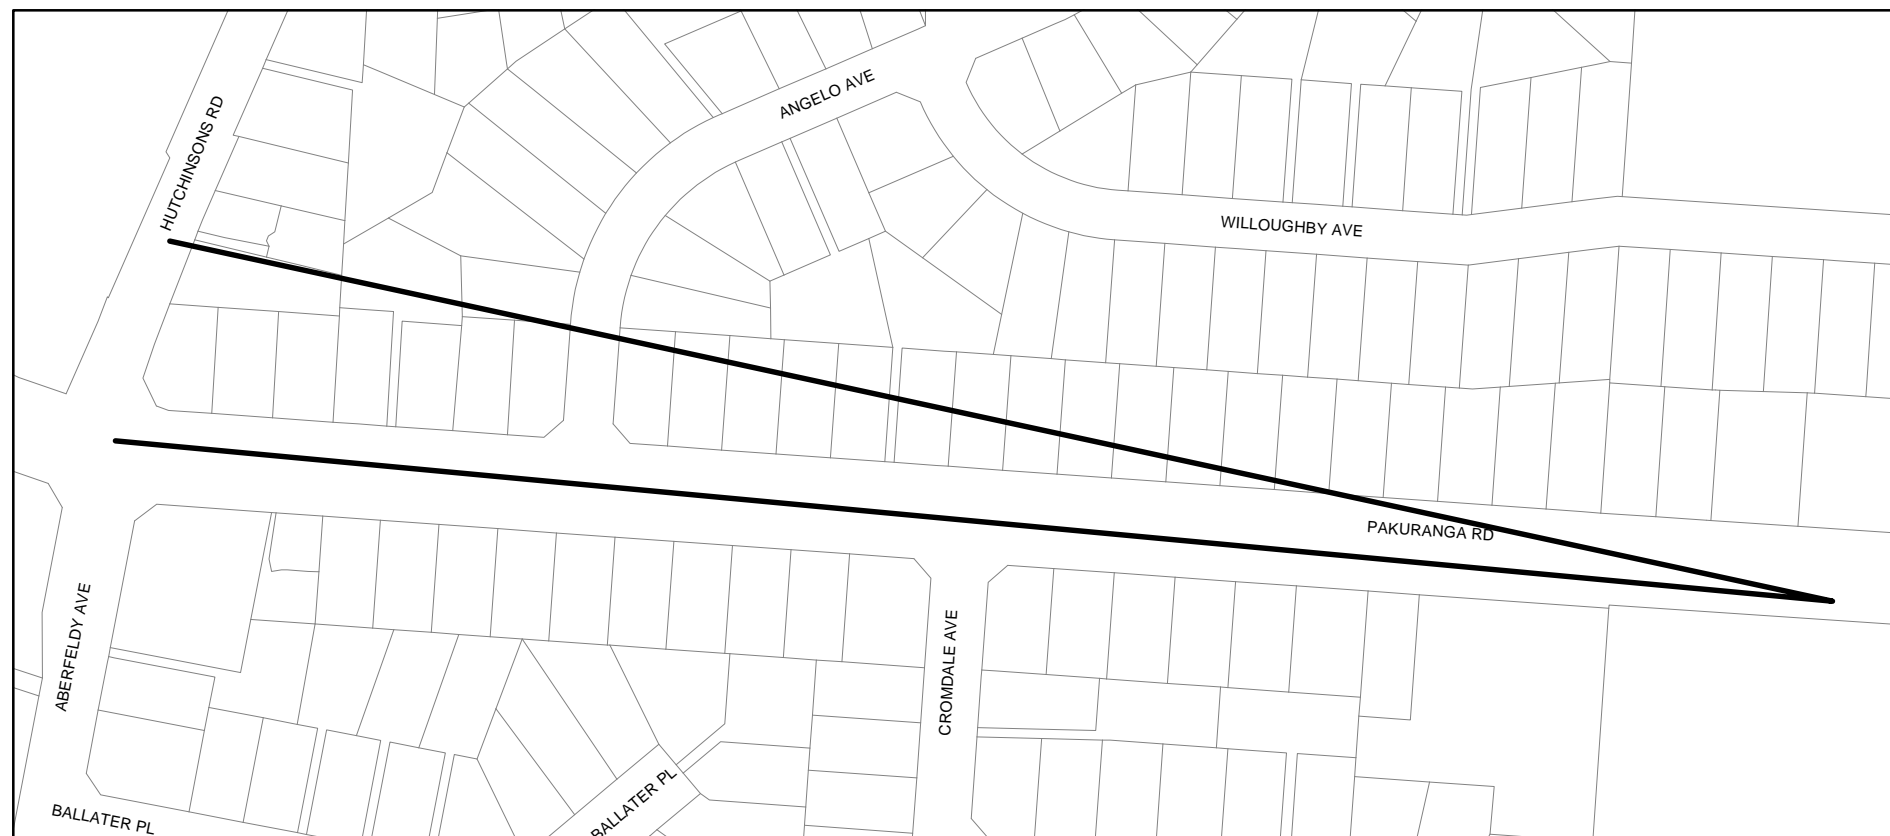 ANGELO AVE
HUTCHINSONS RD
WILLOUGHBY AVE
PAKURANGA RD
ABERFELDY AVE
CROMDALE AVE
BALLATER PL
BALLATER PL